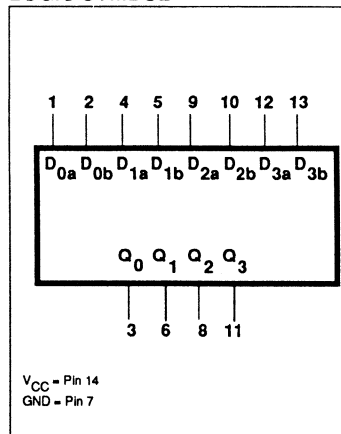 1 2 4 5 9 10 12 13
D0a D0b D1a D1b D2a D2b D3a D3b
Q0 Q1 Q2 Q3
3 6 8 11
VCC = Pin 14
GND = Pin 7